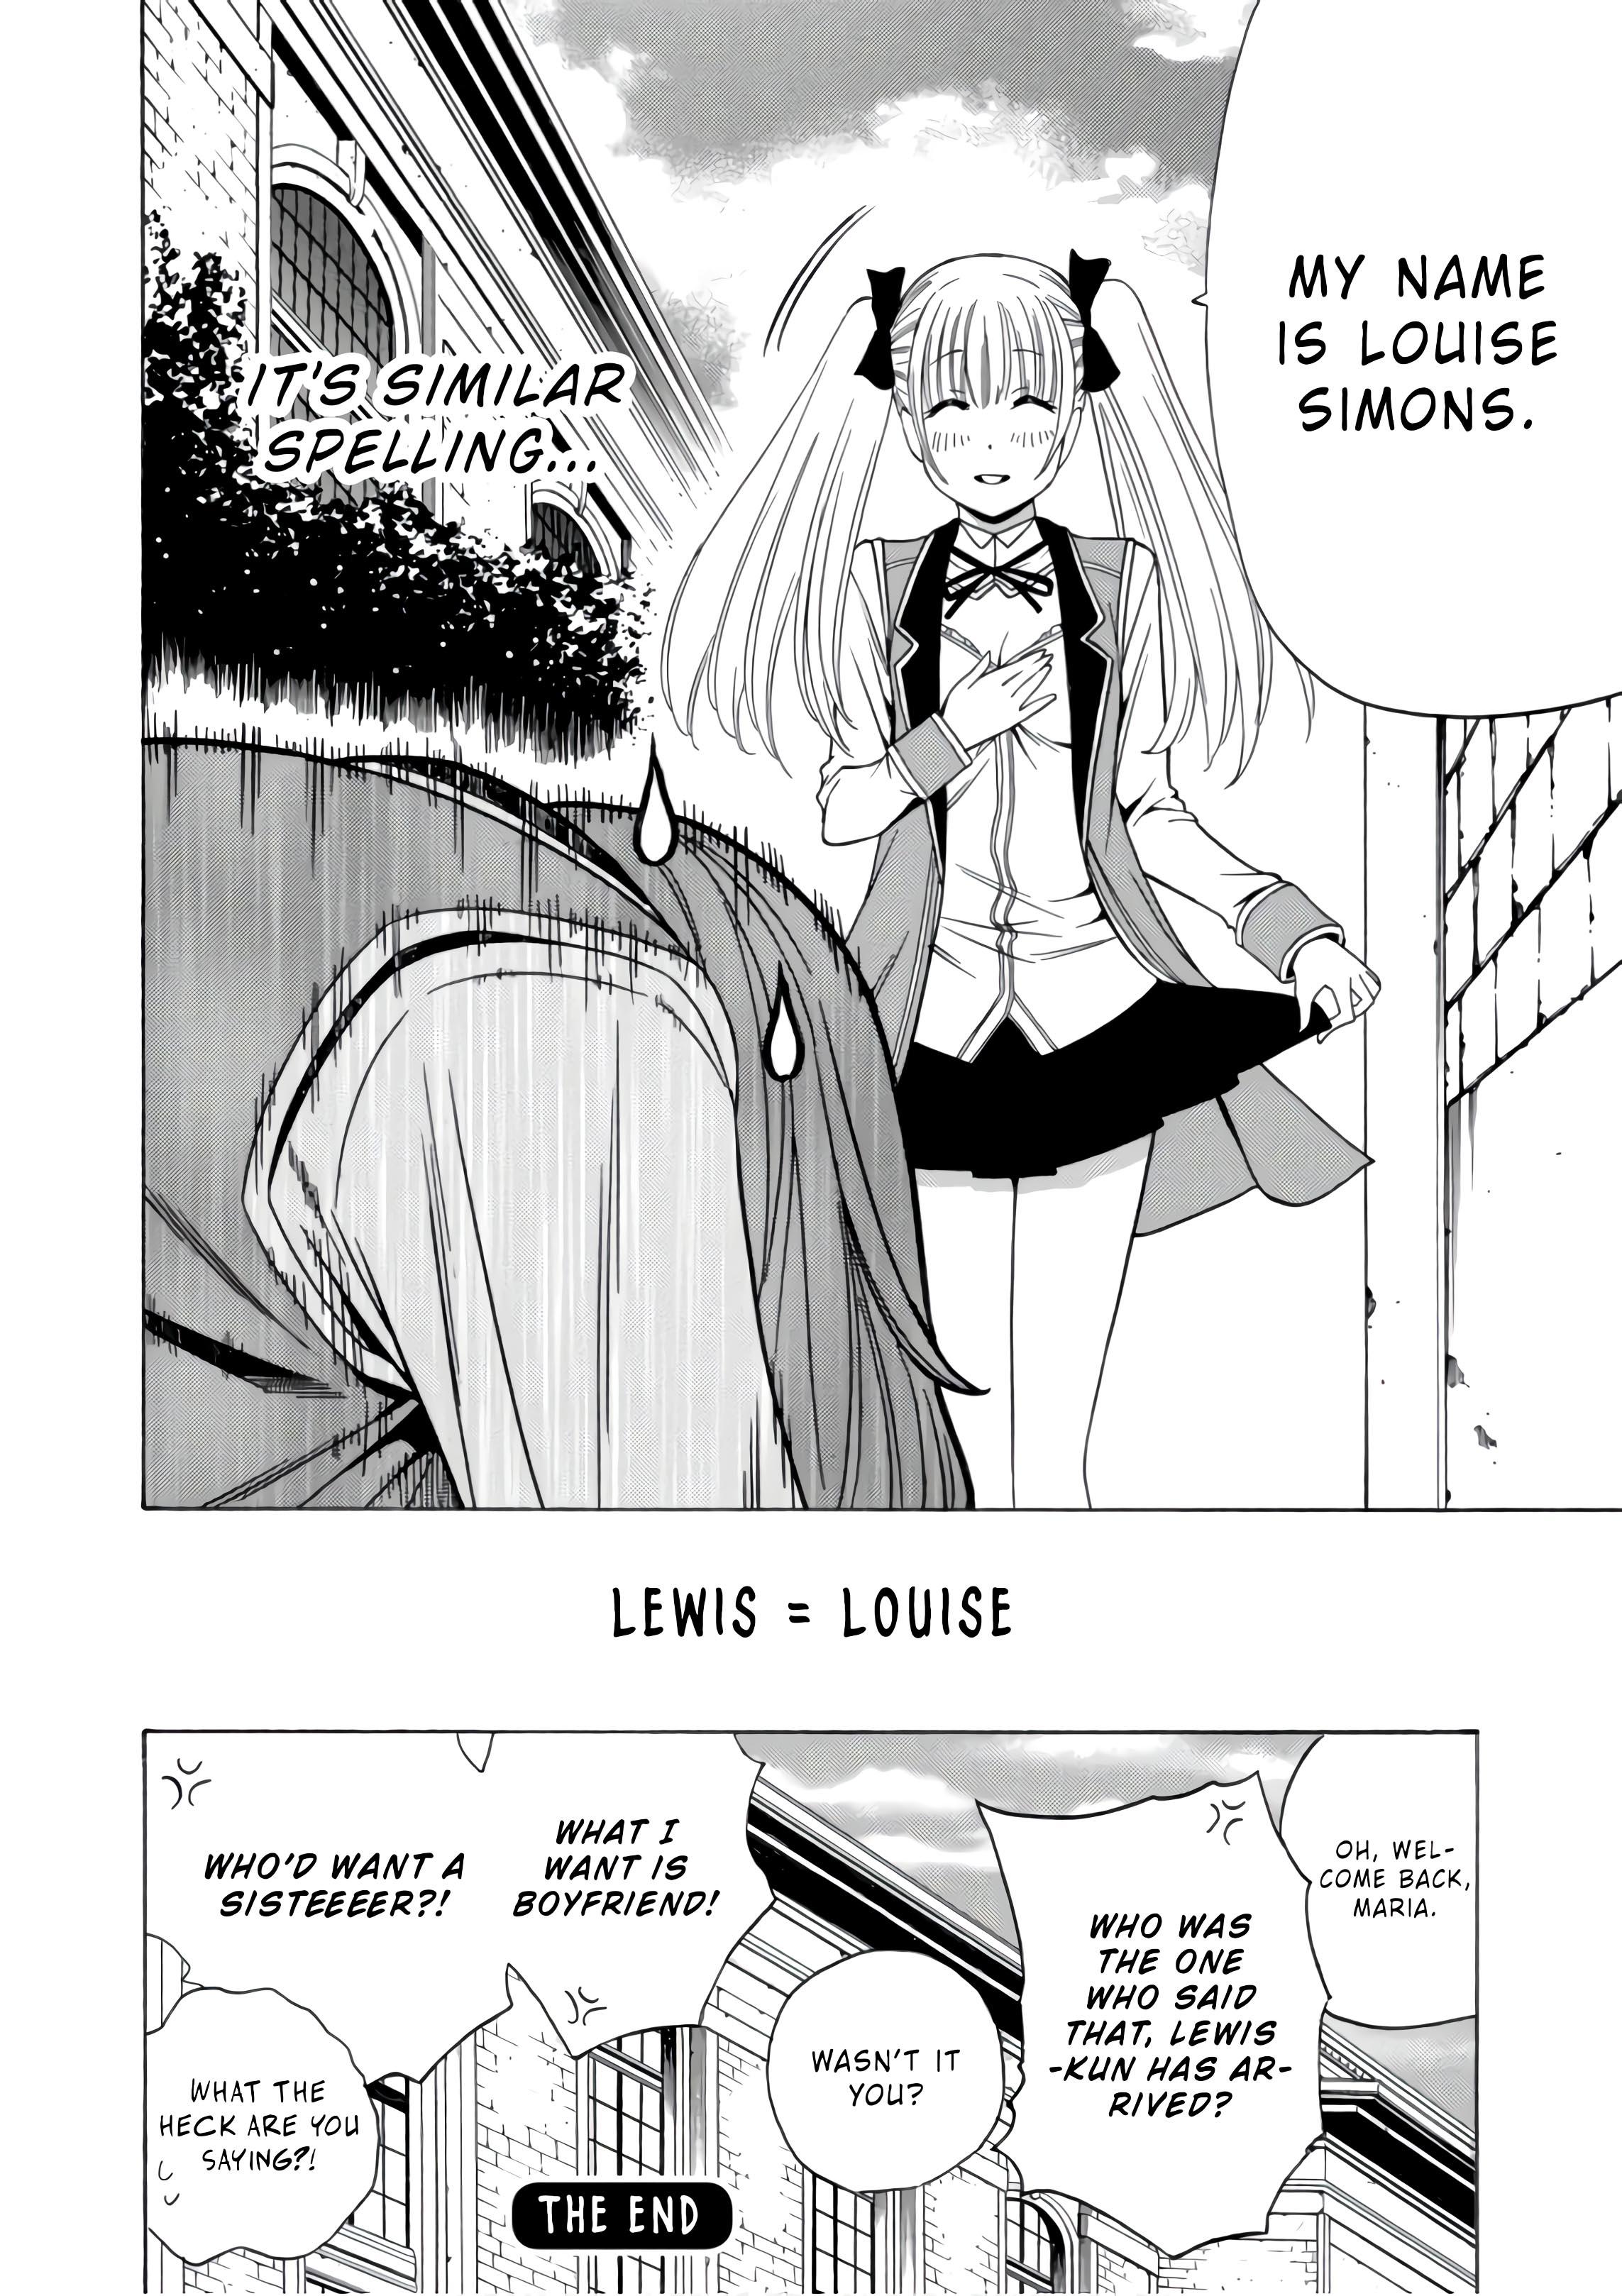 MY NAME
IS LOUISE
SIMONS.
IT'S SIMILAR
SPELLING...
LEWIS = LOUISE
OH, WEL-
COME BACK,
MARIA.
WHO WAS
THE ONE
WHO SAID
THAT, LEWIS
-KUN HAS AR-
RIVED?
WASN'T IT
YOU?
WHAT I
WANT IS
BOYFRIEND!
WHO'D WANT A
SISTEEEER?!
WHAT THE
HECK ARE YOU
SAYING?!
THE END